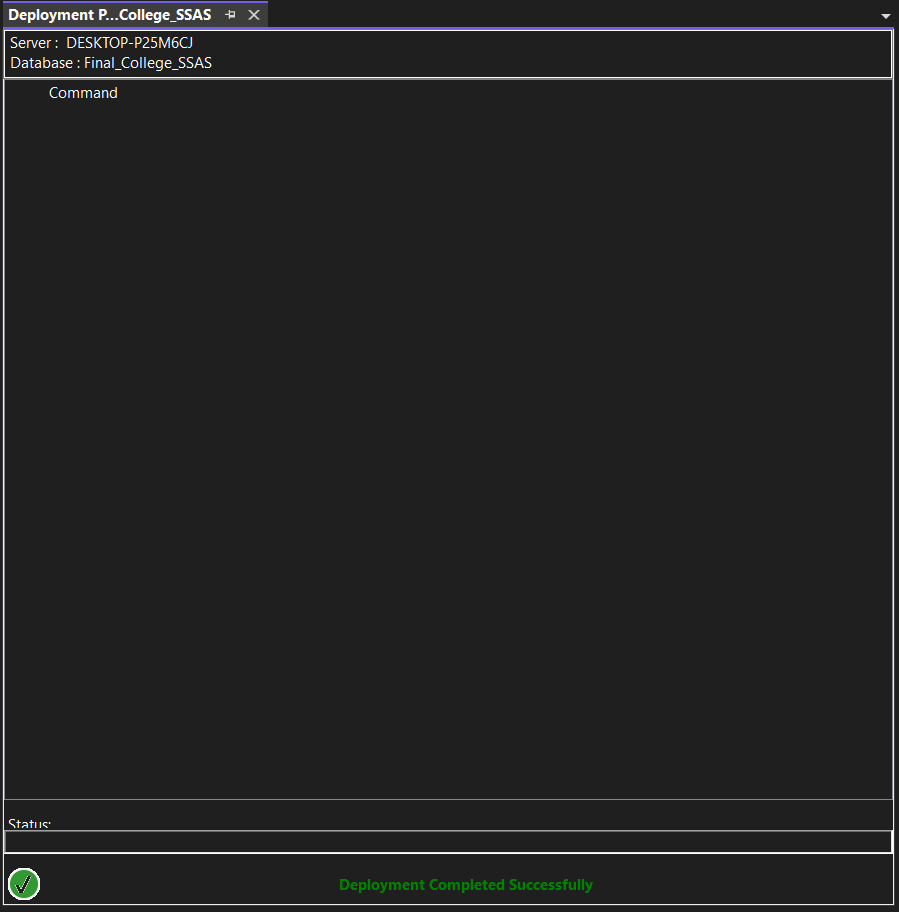 Deployment P...College_SSAS
Server : DESKTOP-P25M6CJ
Database : Final_College_SSAS
Command
Status:
Deployment Completed Successfully